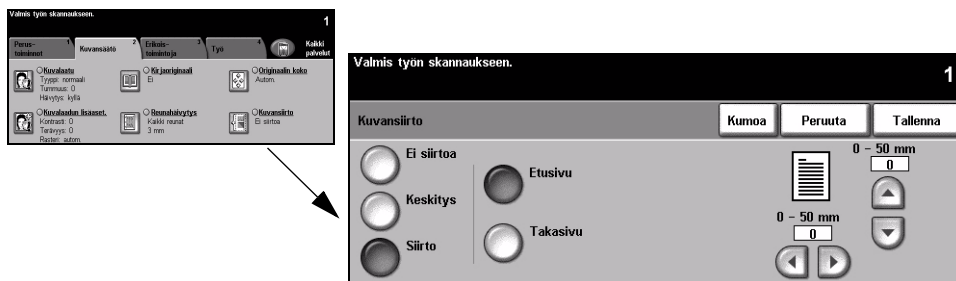 Valmis työn skannaukseen.
1
Perus-
toiminnot
1
Kuvansäätö
2
Erikois-
toimintoja
3
Työ
4
Kaikki
palvelut
Kuvalaatu
Tyyppi: normaali
Tummuus: 0
Häivytys: kyllä
Kirjaoriginaali
Ei
Originaalin koko
Autom.
Kuvalaadun lisäaset.
Kontrasti: 0
Terävyys: 0
Rasteri: autom.
Reunahäivytys
Kaikki reunat
3 mm
Kuvansiirto
Ei siirtoa
Valmis työn skannaukseen.
1
Kuvansiirto
Kumoa
Peruuta
Tallenna
Ei siirtoa
Keskitys
Siirto
Etusivu
Takasivu
0 – 50 mm
0
0 – 50 mm
0